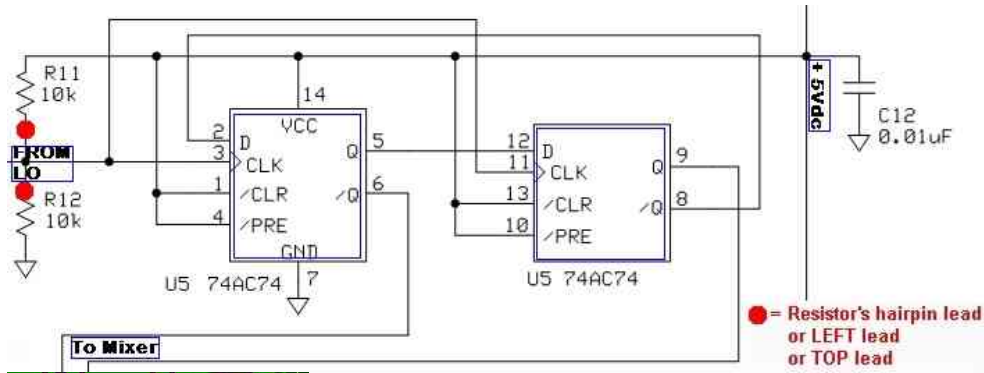 R11
10k
FROM
LO
R12
10k
14
VCC
2
D
3
CLK
1
/CLR
4
/PRE
GND
7
Q
5
/Q
6
U5 74AC74
12
D
11
CLK
13
/CLR
10
/PRE
Q
9
/Q
8
U5 74AC74
+ 5Vdc
C12
0.01uF
To Mixer
= Resistor's hairpin lead
or LEFT lead
or TOP lead